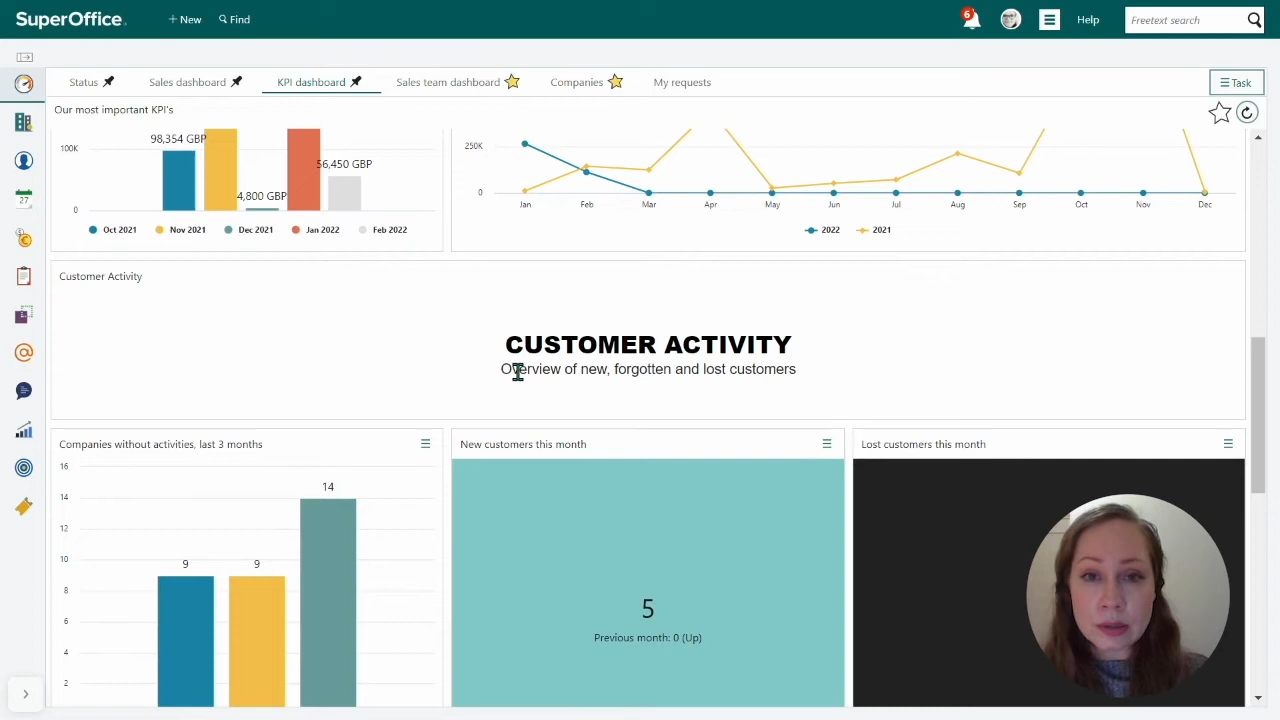 SuperOffice
New
Find
6
Help
Freetext search
Status
Sales dashboard
KPI dashboard
Sales team dashboard
Companies
My requests
Task
Our most important KPI's
100K
0
98,354 GBP
4,800 GBP
56,450 GBP
Oct 2021
Nov 2021
Dec 2021
Jan 2022
Feb 2022
250K
0
Jan
Feb
Mar
Apr
May
Jun
Jul
Aug
Sep
Oct
Nov
Dec
2022
2021
27
Customer Activity
CUSTOMER ACTIVITY
Overview of new, forgotten and lost customers
Companies without activities, last 3 months
16
14
12
10
8
6
4
2
9
9
14
New customers this month
5
Previous month: 0 (Up)
Lost customers this month